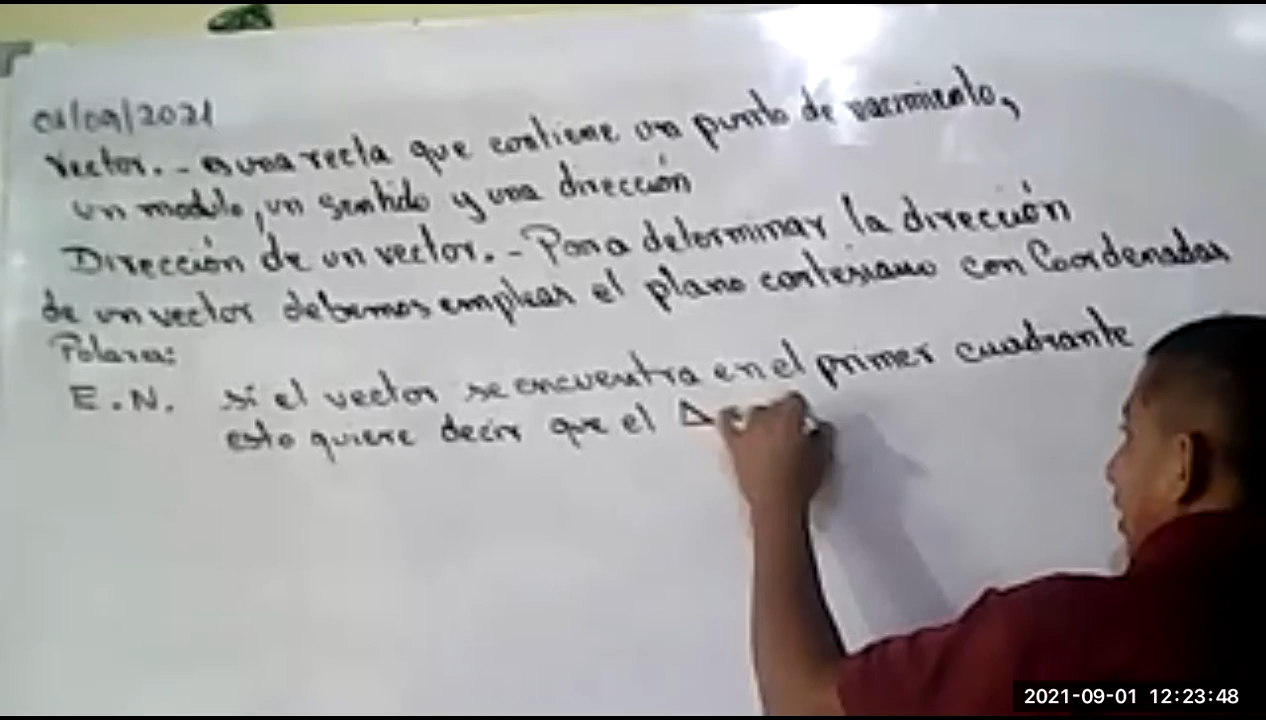 01/09/2021
Vector. - es una recta que contiene un punto de nacimiento,
un modulo, un sentido y una dirección
Dirección de un vector. - Para determinar la dirección
de un vector debemos emplear el plano cartesiano con Coordenadas
Polares:
E.N. si el vector se encuentra en el primer cuadrante
esto quiere decir que el
2021-09-01 12:23:48